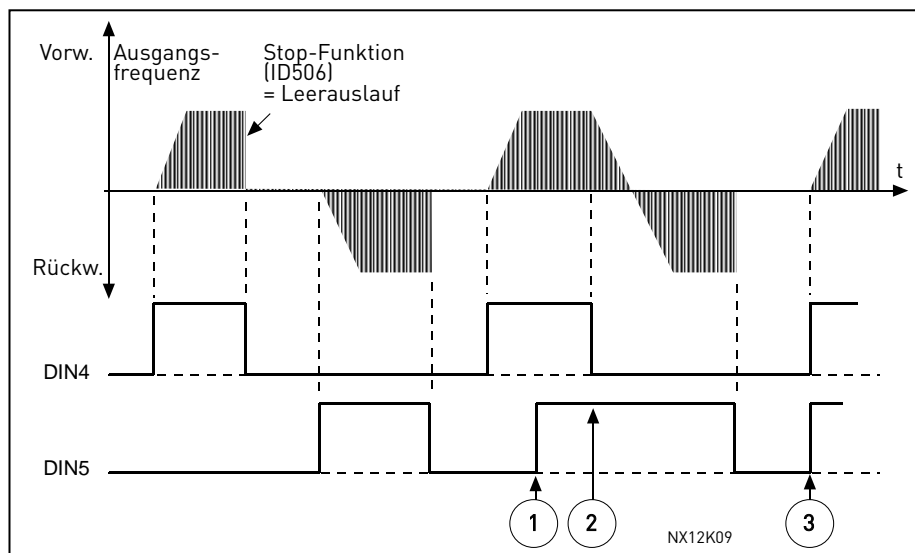 Vorw.
Ausgangs-
frequenz
Stop-Funktion
(ID506)
= Leerauslauf
t
Rückw.
DIN4
DIN5
1
2
3
NX12K09